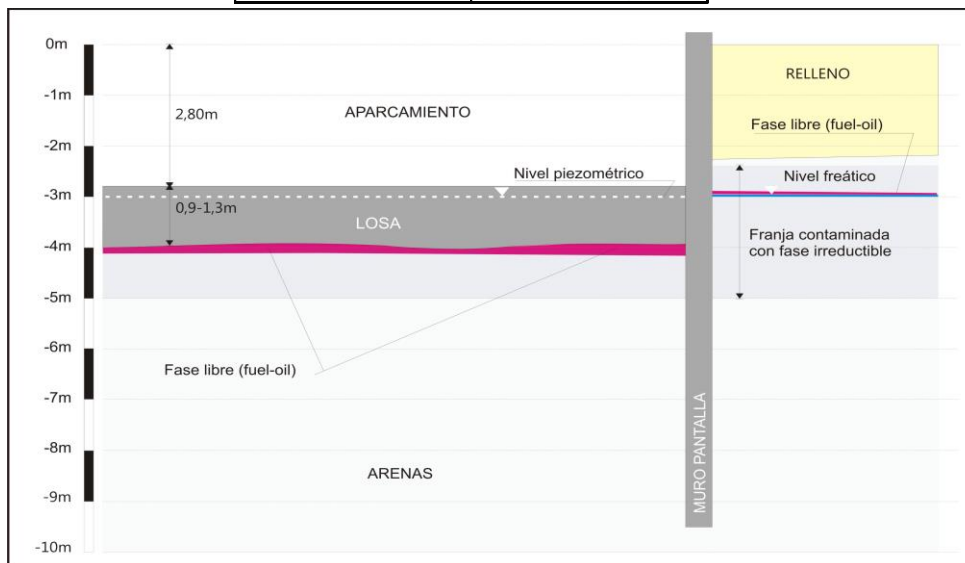 0m
-1m
-2m
-3m
-4m
-5m
-6m
-7m
-8m
-9m
-10m
2,80m
APARCAMIENTO
0,9-1,3m
Nivel piezométrico
LOSA
Fase libre (fuel-oil)
ARENAS
MURO PANTALLA
RELLENO
Fase libre (fuel-oil)
Nivel freático
Franja contaminada
con fase irreductible